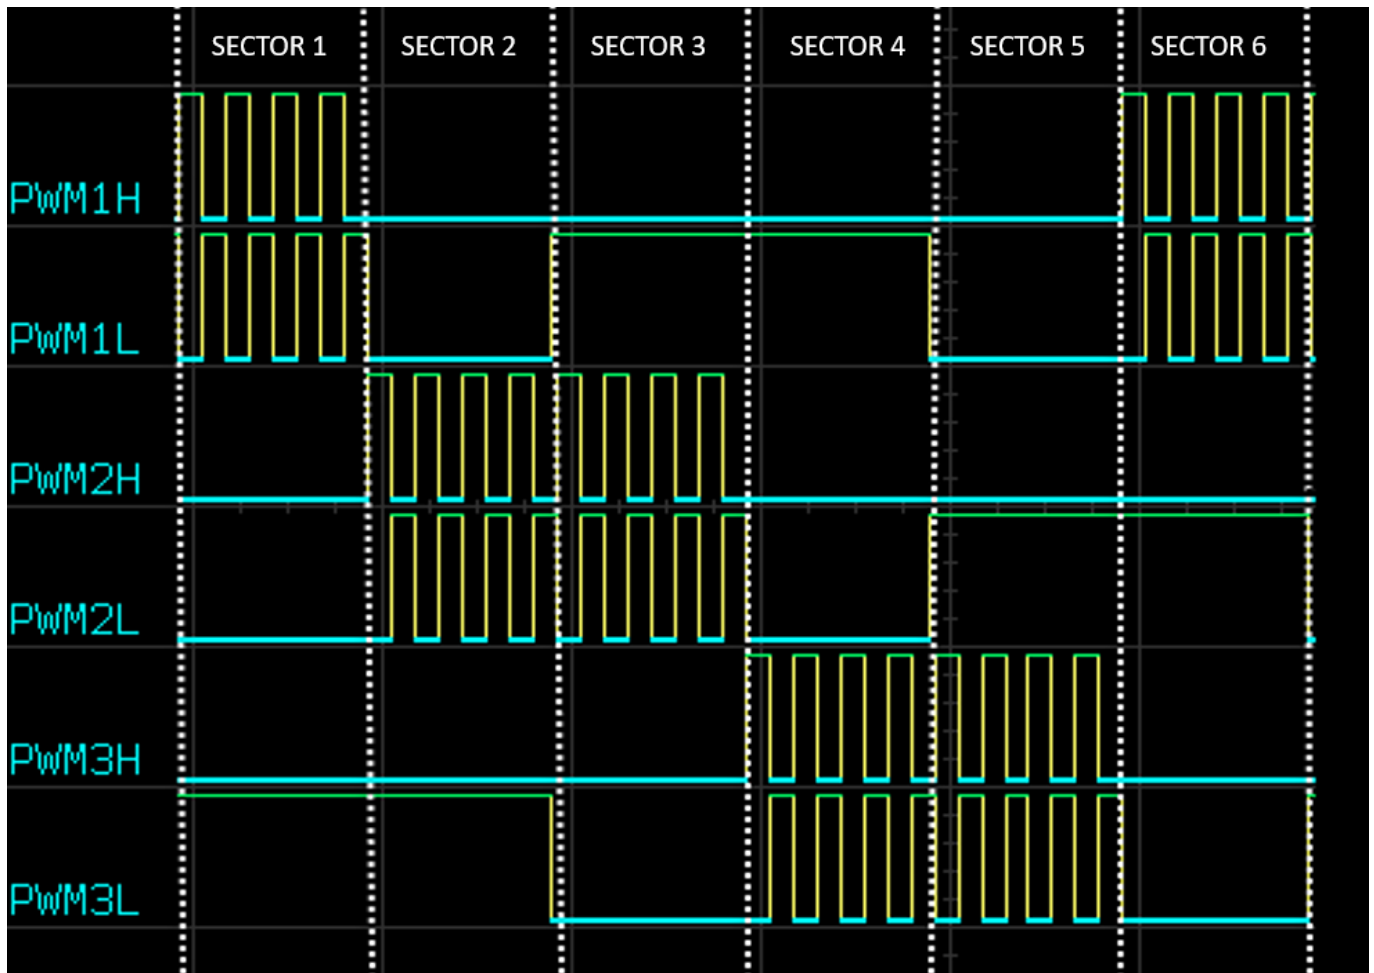 SECTOR 1 SECTOR 2 SECTOR 3 SECTOR 4 SECTOR 5 SECTOR 6
PWM1H
PWM1L
PWM2H
PWM2L
PWM3H
PWM3L